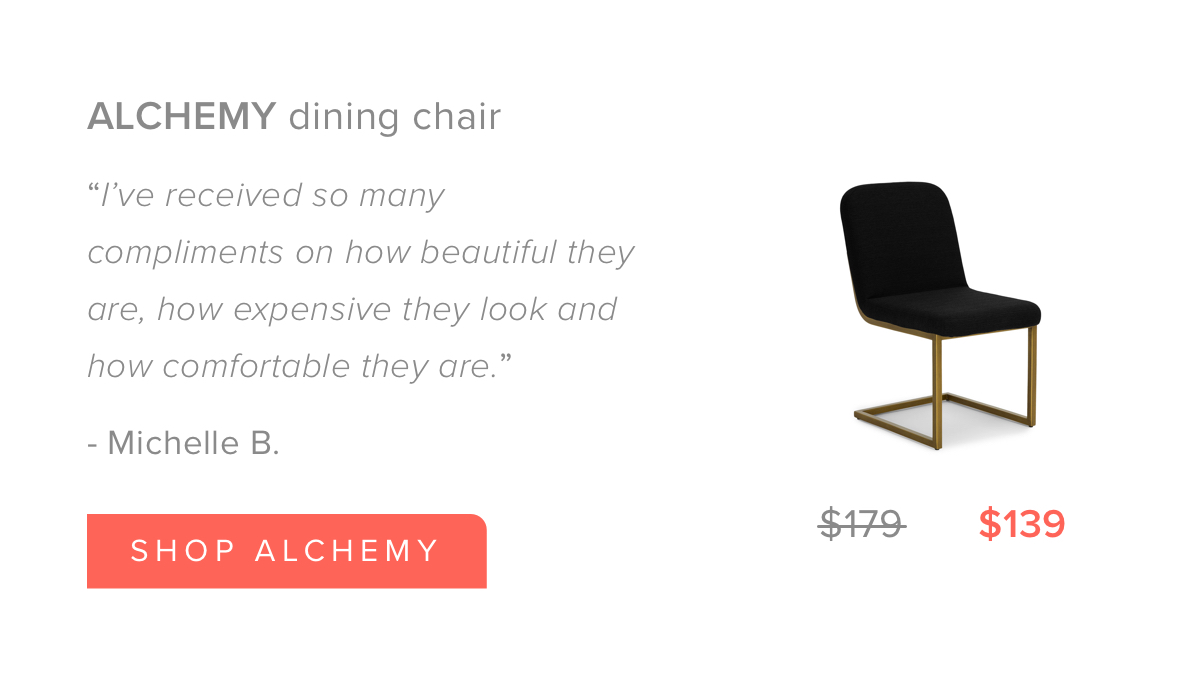 ALCHEMY dining chair
“I’ve received so many
compliments on how beautiful they
are, how expensive they look and
how comfortable they are.”
- Michelle B.
SHOP ALCHEMY
$179 $139